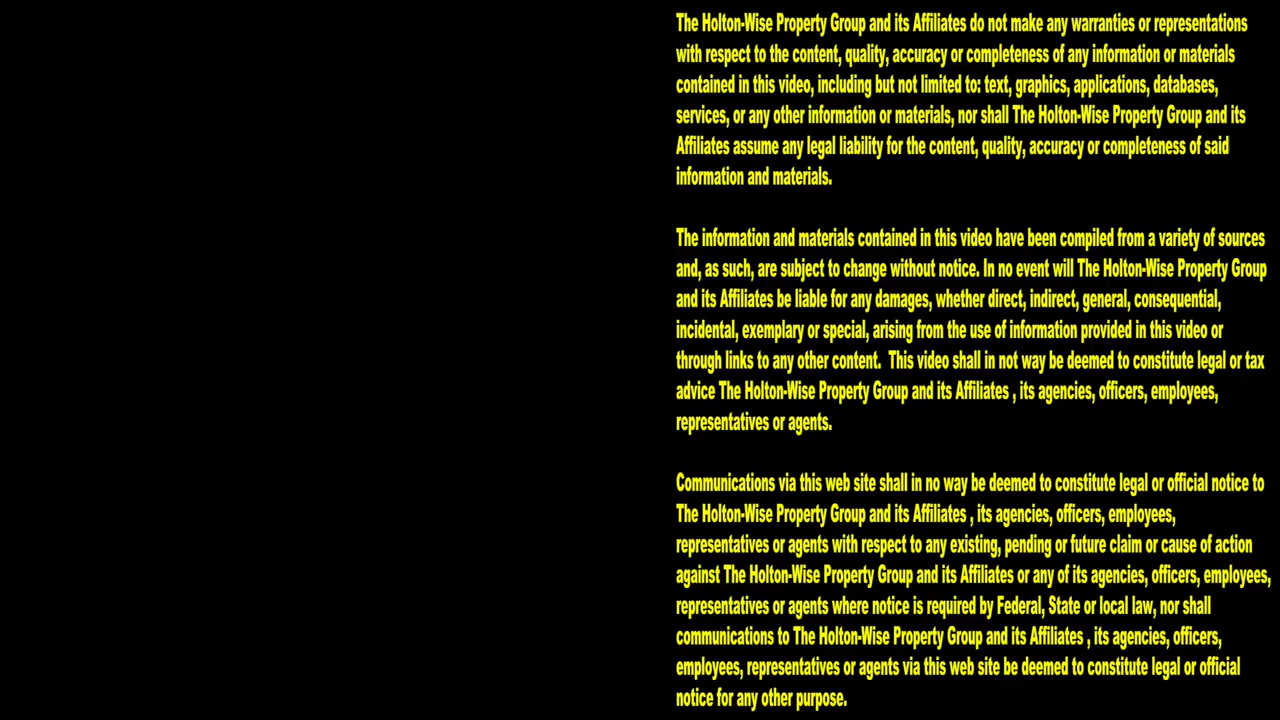 The Holton-Wise Property Group and its Affiliates do not make any warranties or representations
with respect to the content, quality, accuracy or completeness of any information or materials
contained in this video, including but not limited to: text, graphics, applications, databases,
services, or any other information or materials, nor shall The Holton-Wise Property Group and its
Affiliates assume any legal liability for the content, quality, accuracy or completeness of said
information and materials.
The information and materials contained in this video have been compiled from a variety of sources
and, as such, are subject to change without notice. In no event will The Holton-Wise Property Group
and its Affiliates be liable for any damages, whether direct, indirect, general, consequential,
incidental, exemplary or special, arising from the use of information provided in this video or
through links to any other content.  This video shall in not way be deemed to constitute legal or tax
advice The Holton-Wise Property Group and its Affiliates , its agencies, officers, employees,
representatives or agents.
Communications via this web site shall in no way be deemed to constitute legal or official notice to
The Holton-Wise Property Group and its Affiliates , its agencies, officers, employees,
representatives or agents with respect to any existing, pending or future claim or cause of action
against The Holton-Wise Property Group and its Affiliates or any of its agencies, officers, employees,
representatives or agents where notice is required by Federal, State or local law, nor shall
communications to The Holton-Wise Property Group and its Affiliates , its agencies, officers,
employees, representatives or agents via this web site be deemed to constitute legal or official
notice for any other purpose.